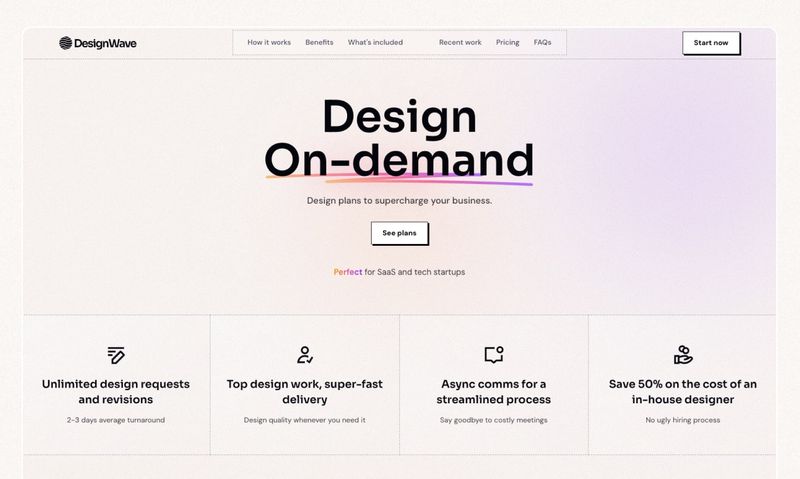 DesignWave
How it works Benefits What's included Recent work Pricing FAQs
Start now
Design
On-demand
Design plans to supercharge your business.
See plans
Perfect for SaaS and tech startups
Unlimited design requests
and revisions
2-3 days average turnaround
Top design work, super-fast
delivery
Design quality whenever you need it
Async comms for a
streamlined process
Say goodbye to costly meetings
Save 50% on the cost of an
in-house designer
No ugly hiring process